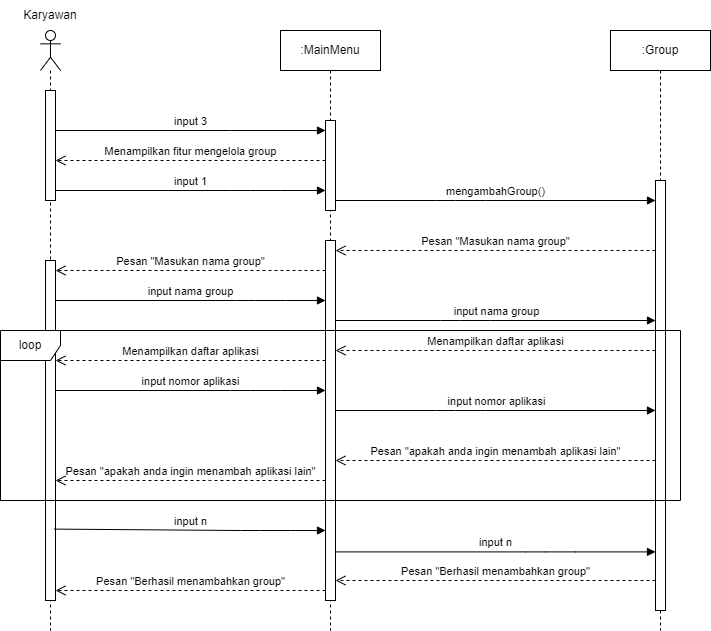 Karyawan
:MainMenu
:Group
input 3
Menampilkan fitur mengelola group
input 1
mengambahGroup()
Pesan "Masukan nama group"
Pesan "Masukan nama group"
input nama group
input nama group
loop
Menampilkan daftar aplikasi
Menampilkan daftar aplikasi
input nomor aplikasi
input nomor aplikasi
Pesan "apakah anda ingin menambah aplikasi lain"
Pesan "apakah anda ingin menambah aplikasi lain"
input n
input n
Pesan "Berhasil menambahkan group"
Pesan "Berhasil menambahkan group"